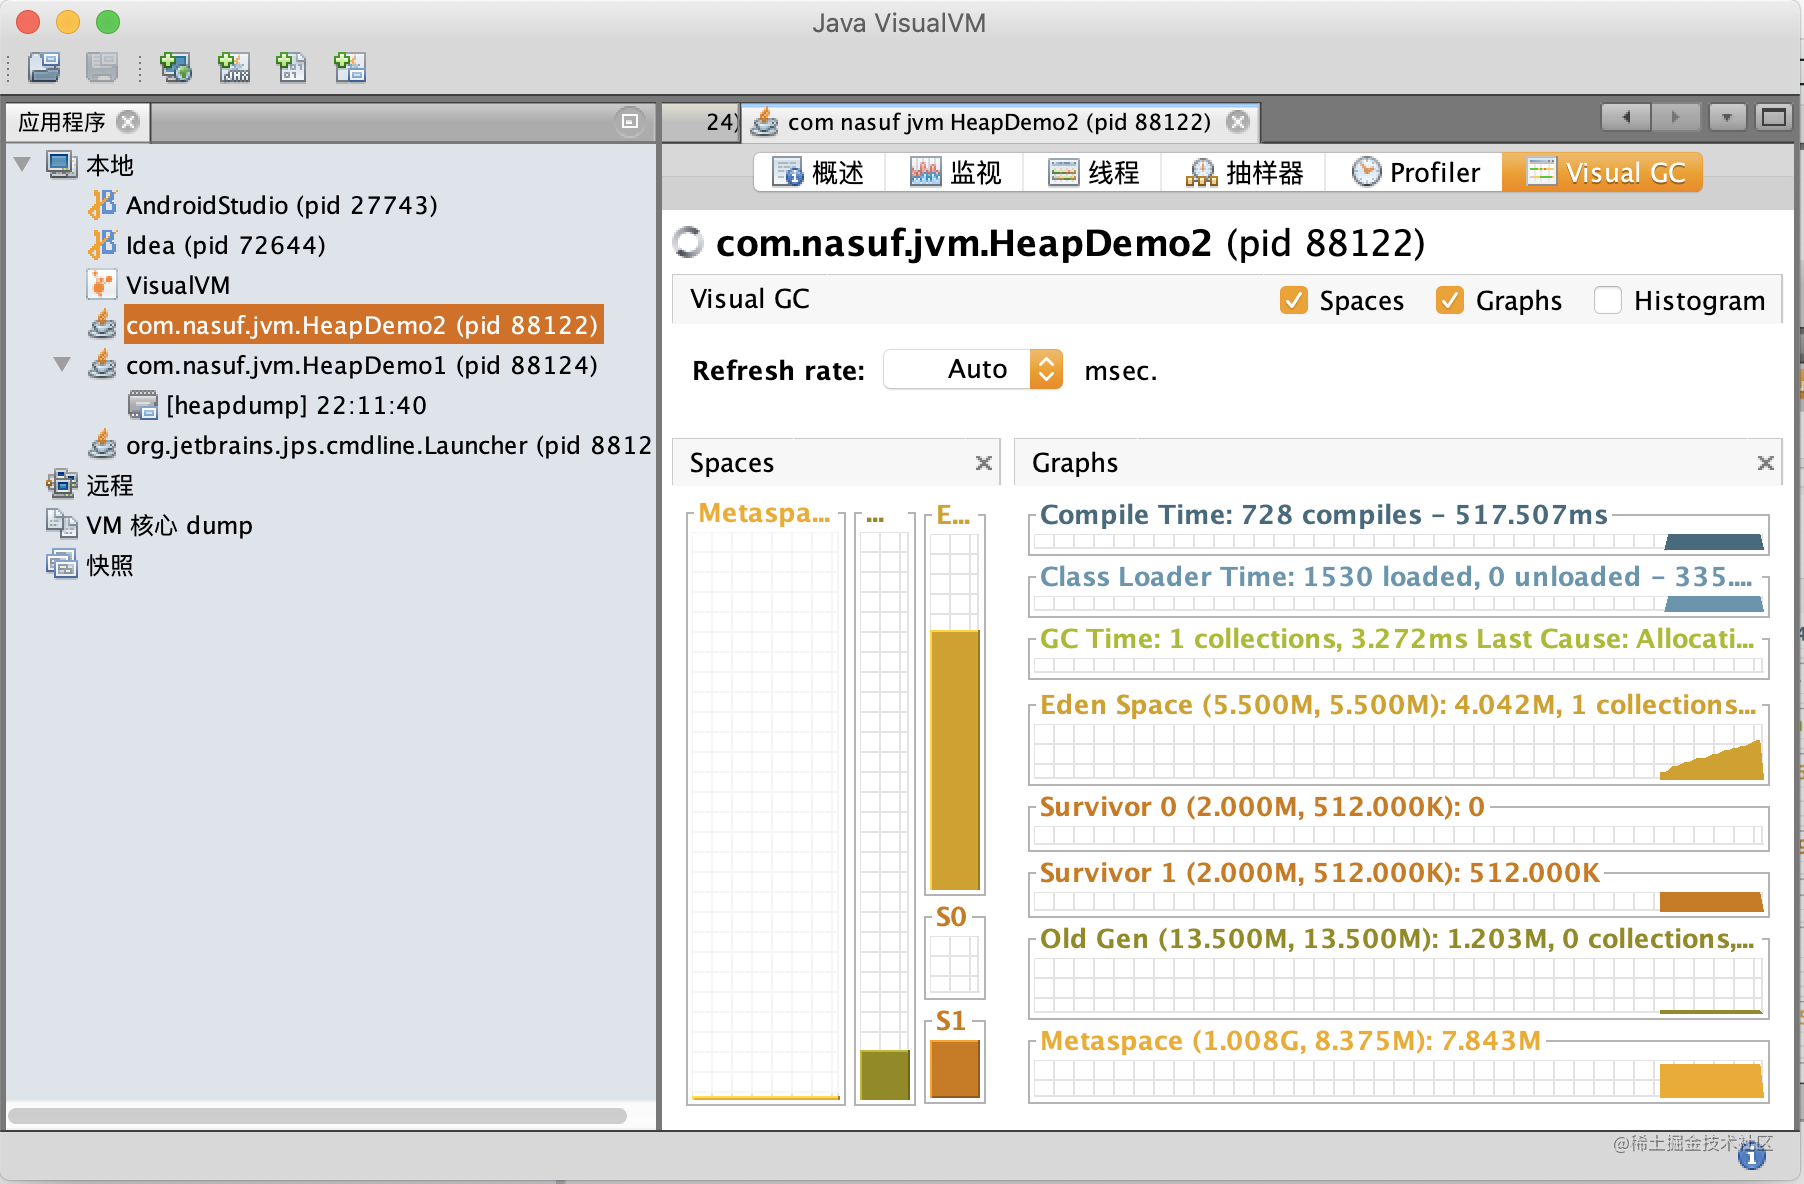 Java VisualVM
应用程序
24)
com nasuf jvm HeapDemo2 (pid 88122)
本地
AndroidStudio (pid 27743)
Idea (pid 72644)
VisualVM
com.nasuf.jvm.HeapDemo2 (pid 88122)
com.nasuf.jvm.HeapDemo1 (pid 88124)
[heapdump] 22:11:40
org.jetbrains.jps.cmdline.Launcher (pid 8812
远程
VM 核心 dump
快照
概述
监视
线程
抽样器
Profiler
Visual GC
com.nasuf.jvm.HeapDemo2 (pid 88122)
Visual GC
Spaces
Graphs
Histogram
Refresh rate:
Auto
msec.
Spaces
Metaspa...
...
E...
S0
S1
Graphs
Compile Time: 728 compiles - 517.507ms
Class Loader Time: 1530 loaded, 0 unloaded - 335....
GC Time: 1 collections, 3.272ms Last Cause: Allocati...
Eden Space (5.500M, 5.500M): 4.042M, 1 collections...
Survivor 0 (2.000M, 512.000K): 0
Survivor 1 (2.000M, 512.000K): 512.000K
Old Gen (13.500M, 13.500M): 1.203M, 0 collections,...
Metaspace (1.008G, 8.375M): 7.843M
@稀土掘金技术社区